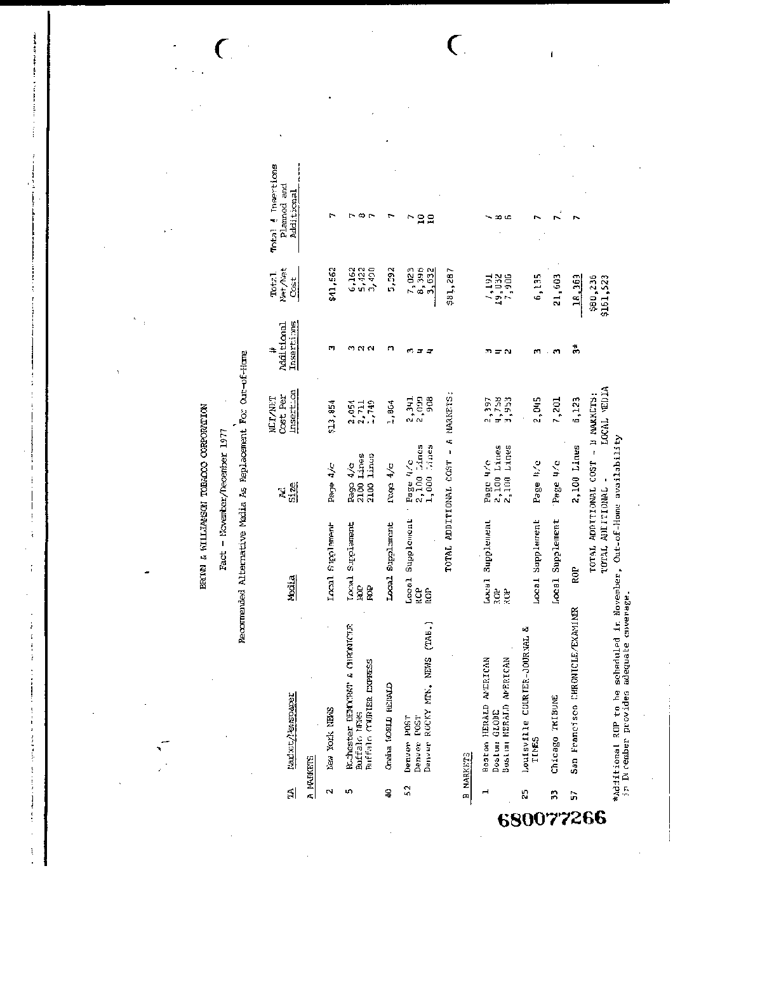 BROWN & WILLIAMSON TOBACCO CORPORATION
Fact - November/December 1977
Recommended Alternative Media As Replacement For Out-of-Home
TA Market/Newspaper Media Ad Size NET/NET Cost Per Insertion # Additional Insertions Total Net/Net Cost Total # Insertions Planned and Additional
A MARKETS
2 New York NEWS Local Supplement Page 4/c $13,854 3 $41,562 7
5 Rochester DEMOCRAT & CHRONICLE Local Supplement Page 4/c 2,054 3 6,162 7
Buffalo NEWS ROP 2100 Lines 2,711 2 5,422 8
Buffalo COURIER EXPRESS ROP 2100 Lines 1,749 2 3,498 7
40 Omaha WORLD HERALD Local Supplement Page 4/c 1,864 3 5,592 7
52 Denver POST Local Supplement Page 4/c 2,341 3 7,023 7
Denver POST ROP 2,100 Lines 2,099 4 8,396 10
Denver ROCKY MTN. NEWS (TAB.) ROP 1,000 Lines 908 4 3,632 10
TOTAL ADDITIONAL COST - A MARKETS: $81,287
B MARKETS
1 Boston HERALD AMERICAN Local Supplement Page 4/c 2,397 3 7,191 7
Boston GLOBE ROP 2,100 Lines 4,758 4 19,032 8
Boston HERALD AMERICAN ROP 2,100 Lines 3,953 2 7,906 6
25 Louisville COURIER-JOURNAL & TIMES Local Supplement Page 4/c 2,045 3 6,135 7
33 Chicago TRIBUNE Local Supplement Page 4/c 7,201 3 21,603 7
57 San Francisco CHRONICLE/EXAMINER ROP 2,100 Lines 6,123 3* 18,369 7
TOTAL ADDITIONAL COST - B MARKETS: $80,236
TOTAL ADDITIONAL - LOCAL MEDIA $161,523
*Additional ROP to be scheduled in November, Out-of-Home availability
in December provides adequate coverage.
680077266